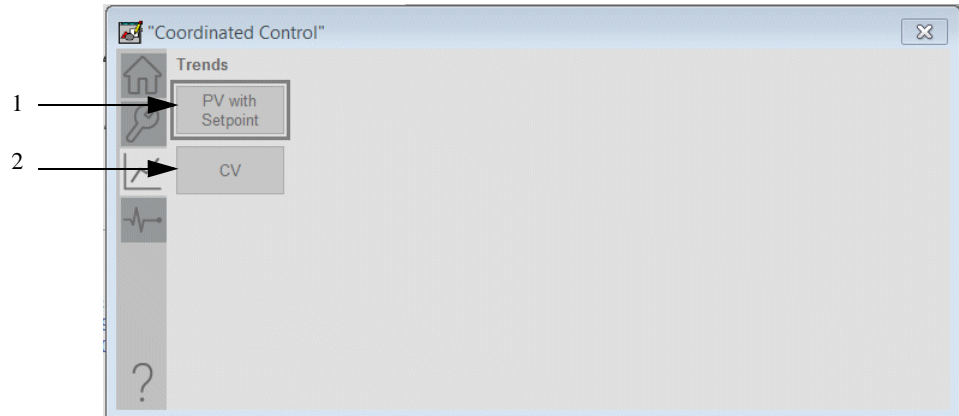 "Coordinated Control"
Trends
1
PV with
Setpoint
2
CV
?